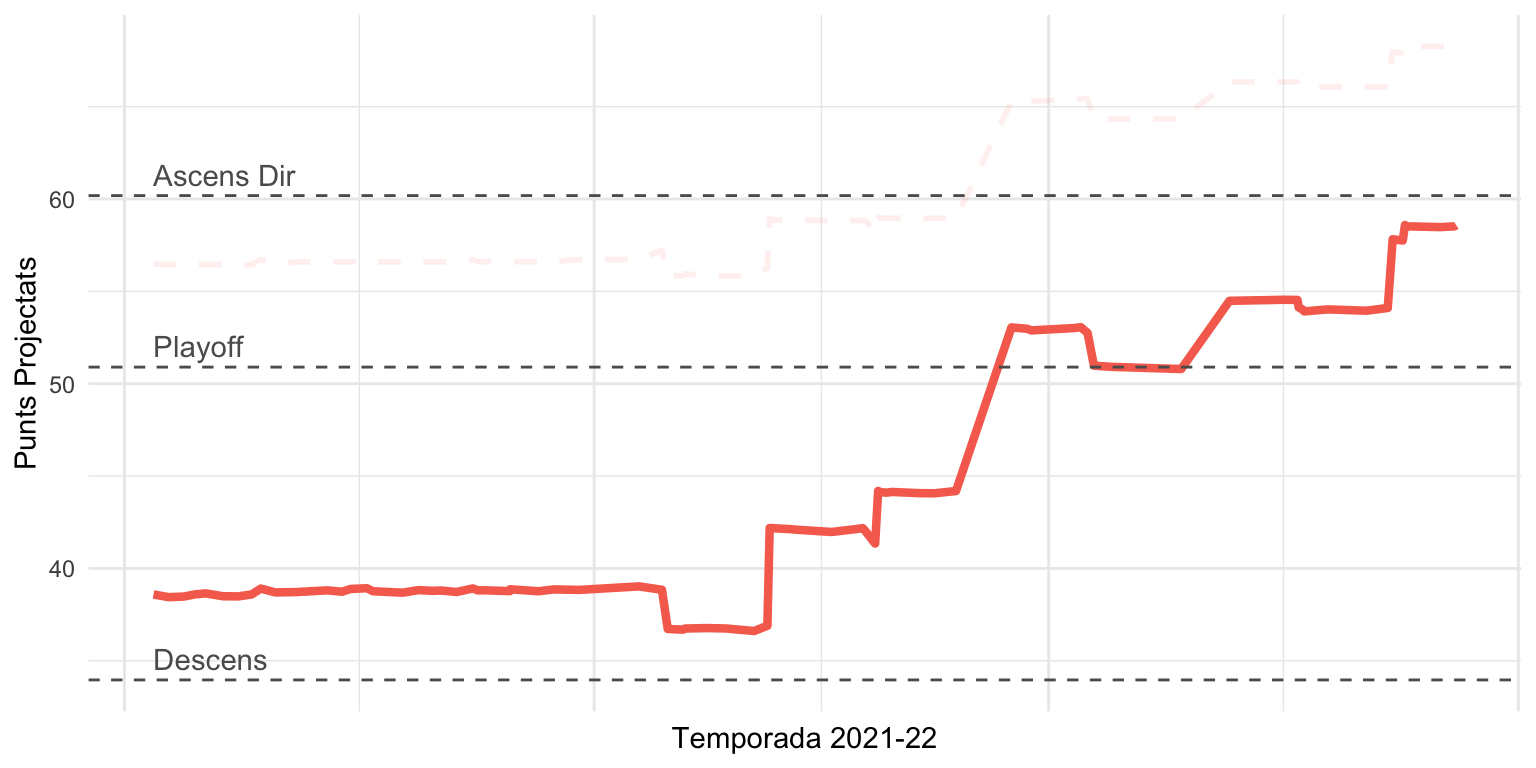 Ascens Dir
60
Playoff
50
40
Descens
Punts Projectats
Temporada 2021-22